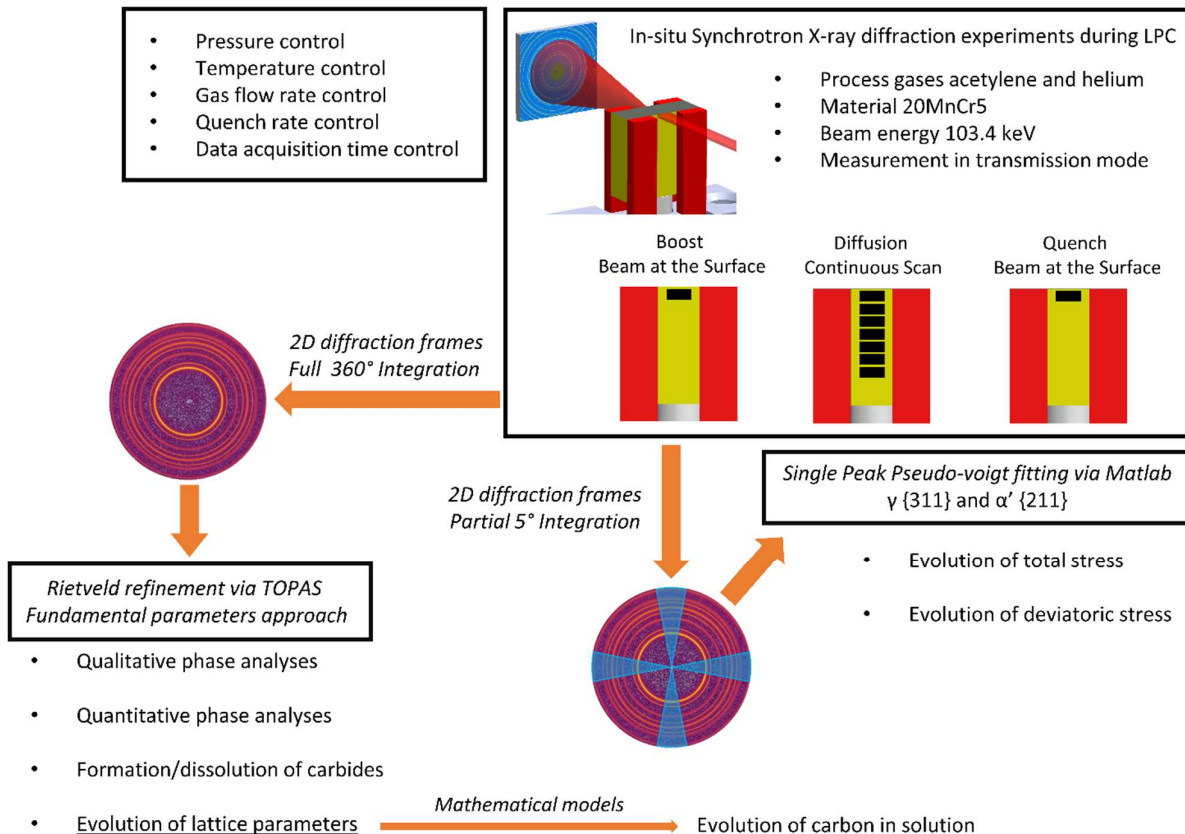 • Pressure control
• Temperature control
• Gas flow rate control
• Quench rate control
• Data acquisition time control
In-situ Synchrotron X-ray diffraction experiments during LPC
• Process gases acetylene and helium
• Material 20MnCr5
• Beam energy 103.4 keV
• Measurement in transmission mode
Boost
Beam at the Surface
Diffusion
Continuous Scan
Quench
Beam at the Surface
2D diffraction frames
Full 360° Integration
2D diffraction frames
Partial 5° Integration
Single Peak Pseudo-voigt fitting via Matlab
γ {311} and α’ {211}
• Evolution of total stress
• Evolution of deviatoric stress
Rietveld refinement via TOPAS
Fundamental parameters approach
• Qualitative phase analyses
• Quantitative phase analyses
• Formation/dissolution of carbides
• Evolution of lattice parameters
Mathematical models
Evolution of carbon in solution